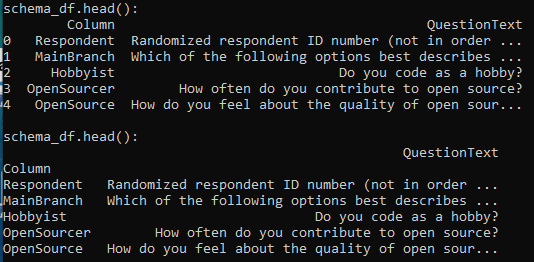 schema_df.head():
Column QuestionText
0 Respondent Randomized respondent ID number (not in order ...
1 MainBranch Which of the following options best describes ...
2 Hobbyist Do you code as a hobby?
3 OpenSourcer How often do you contribute to open source?
4 OpenSource How do you feel about the quality of open sour...
schema_df.head():
QuestionText
Column
Respondent Randomized respondent ID number (not in order ...
MainBranch Which of the following options best describes ...
Hobbyist Do you code as a hobby?
OpenSourcer How often do you contribute to open source?
OpenSource How do you feel about the quality of open sour...